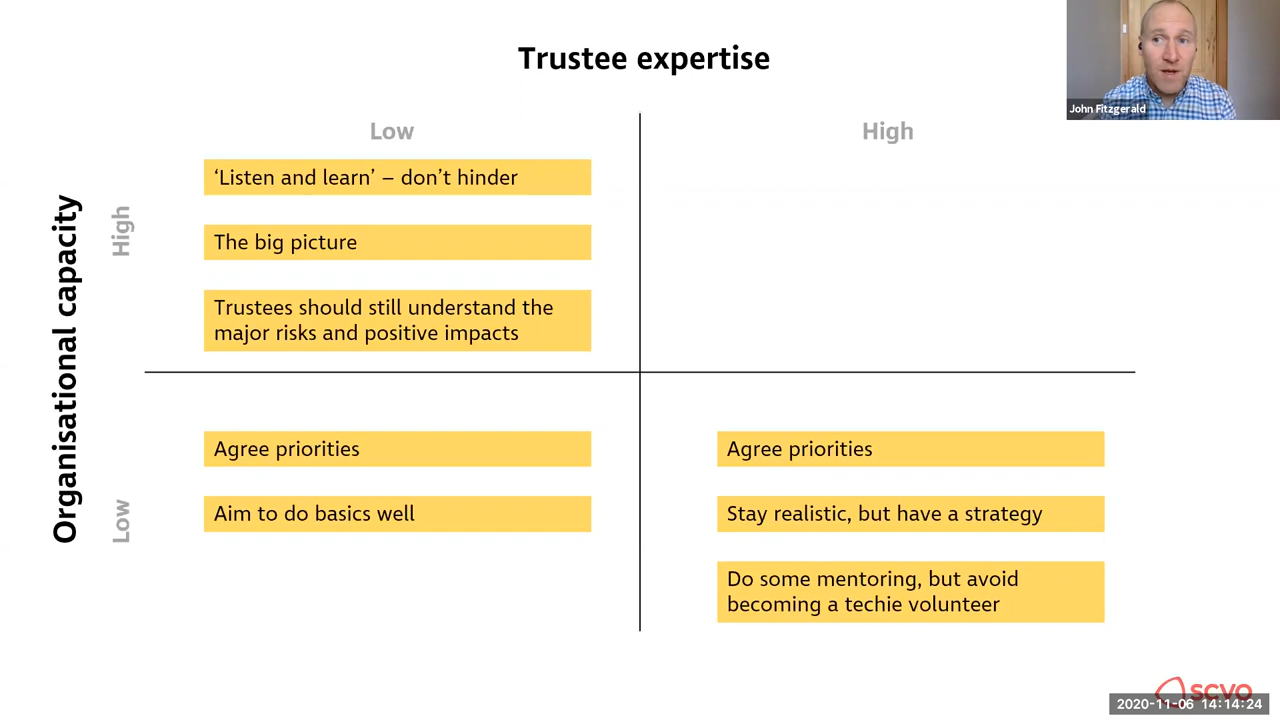 Trustee expertise
John Fitzgerald
Low
High
Organisational capacity
High
‘Listen and learn’ – don’t hinder
The big picture
Trustees should still understand the
major risks and positive impacts
Low
Agree priorities
Aim to do basics well
Agree priorities
Stay realistic, but have a strategy
Do some mentoring, but avoid
becoming a techie volunteer
scvo
2020-11-06 14:14:24